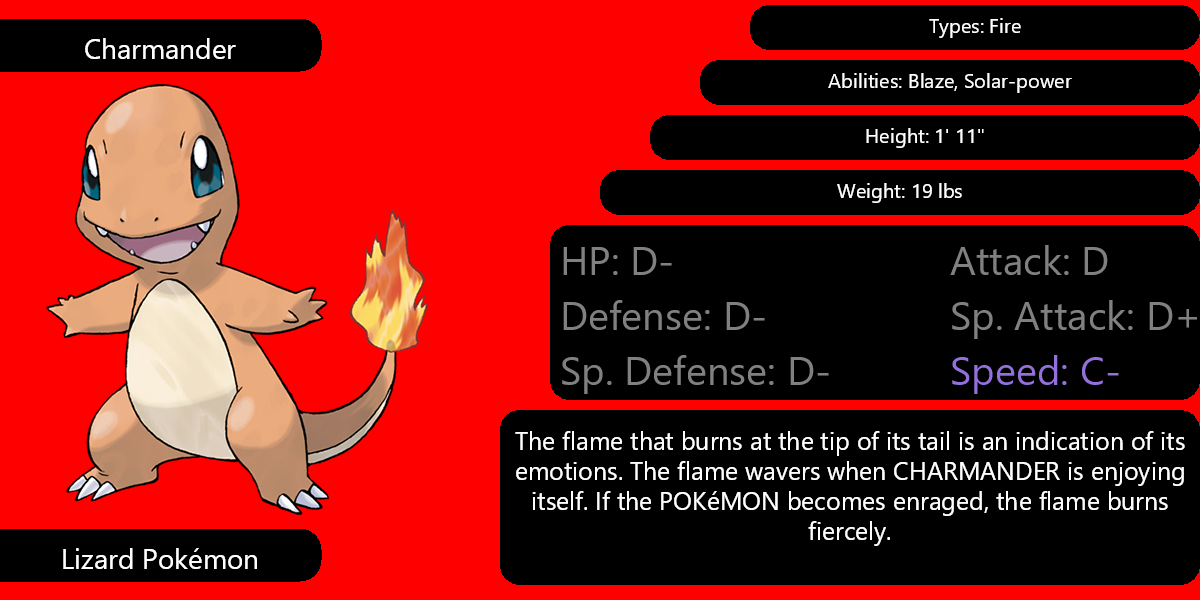 Charmander
Types: Fire
Abilities: Blaze, Solar-power
Height: 1' 11"
Weight: 19 lbs
HP: D-
Attack: D
Defense: D-
Sp. Attack: D+
Sp. Defense: D-
Speed: C-
The flame that burns at the tip of its tail is an indication of its
emotions. The flame wavers when CHARMANDER is enjoying
itself. If the POKéMON becomes enraged, the flame burns
fiercely.
Lizard Pokémon